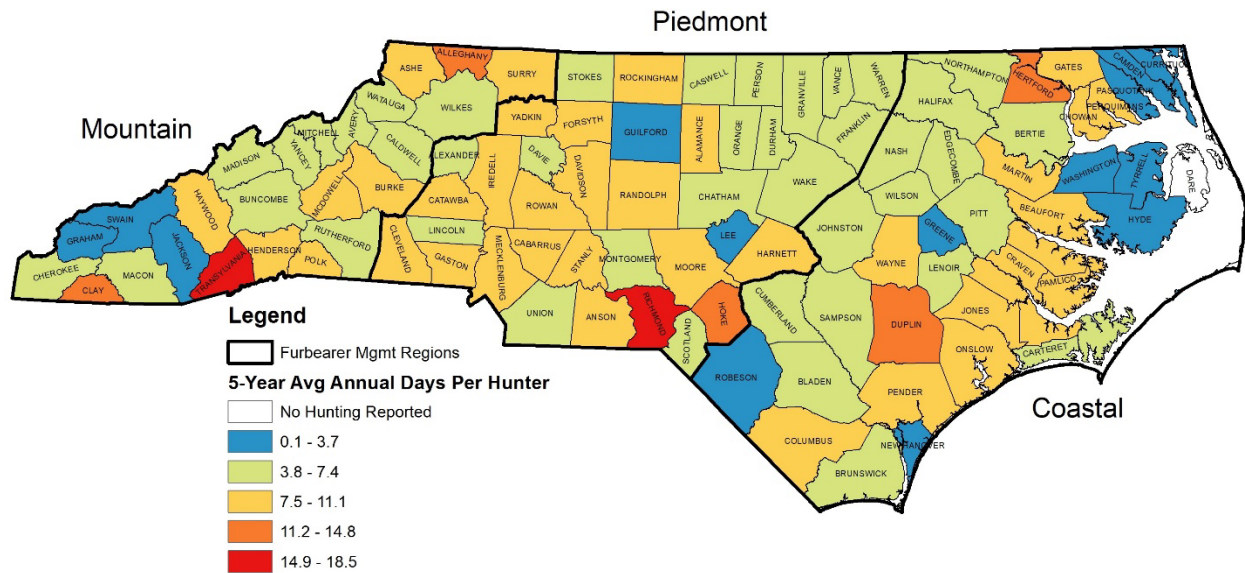 Piedmont
Mountain
Coastal
ASHE
ALLEGHANY
SURRY
STOKES
ROCKINGHAM
CASWELL
PERSON
GRANVILLE
VANCE
WARREN
NORTHAMPTON
HERTFORD
GATES
CAMDEN
CURRITUCK
PASQUOTANK
PERQUIMANS
CHOWAN
WATAUGA
WILKES
YADKIN
FORSYTH
GUILFORD
ALAMANCE
ORANGE
DURHAM
FRANKLIN
HALIFAX
BERTIE
MITCHELL
AVERY
YANCEY
MADISON
CALDWELL
LEXANDER
IREDELL
DAVIE
DAVIDSON
RANDOLPH
CHATHAM
WAKE
NASH
EDGECOMBE
MARTIN
WASHINGTON
TYRRELL
DARE
HAYWOOD
BUNCOMBE
MCDOWELL
BURKE
CATAWBA
ROWAN
WILSON
PITT
BEAUFORT
HYDE
SWAIN
GRAHAM
JACKSON
HENDERSON
POLK
RUTHERFORD
LINCOLN
CLEVELAND
GASTON
MECKLENBURG
CABARRUS
STANLY
MONTGOMERY
MOORE
LEE
HARNETT
JOHNSTON
WAYNE
GREENE
LENOIR
CRAVEN
PAMLICO
CHEROKEE
CLAY
MACON
TRANSYLVANIA
UNION
ANSON
RICHMOND
SCOTLAND
HOKE
CUMBERLAND
SAMPSON
DUPLIN
JONES
ONSLOW
CARTERET
ROBESON
BLADEN
PENDER
COLUMBUS
NEW HANOVER
BRUNSWICK
Legend
Furbearer Mgmt Regions
5-Year Avg Annual Days Per Hunter
No Hunting Reported
0.1 - 3.7
3.8 - 7.4
7.5 - 11.1
11.2 - 14.8
14.9 - 18.5